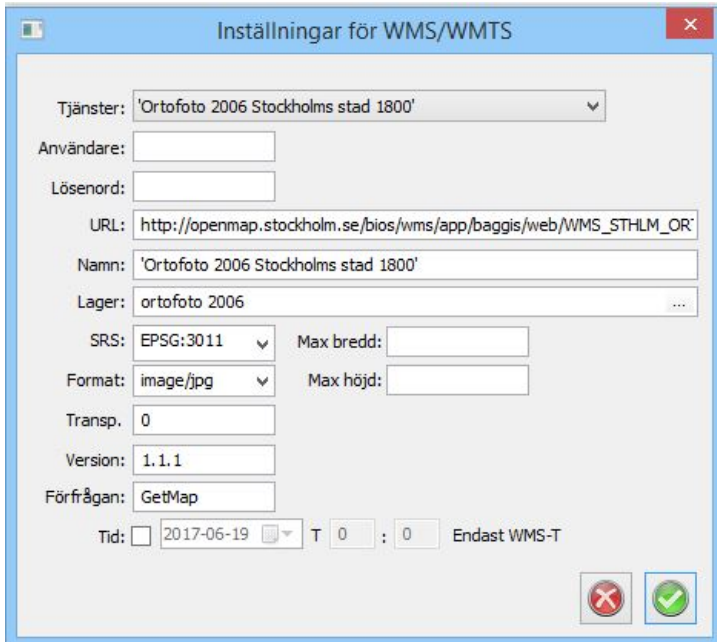 Inställningar för WMS/WMTS
Tjänster: 'Ortofoto 2006 Stockholms stad 1800'
Användare:
Lösenord:
URL: http://openmap.stockholm.se/bios/wms/app/baggis/web/WMS_STHLM_OR
Namn: 'Ortofoto 2006 Stockholms stad 1800'
Lager: ortofoto 2006 ...
SRS: EPSG:3011 Max bredd:
Format: image/jpg Max höjd:
Transp. 0
Version: 1.1.1
Förfrågan: GetMap
Tid: 2017-06-19 T 0 : 0 Endast WMS-T